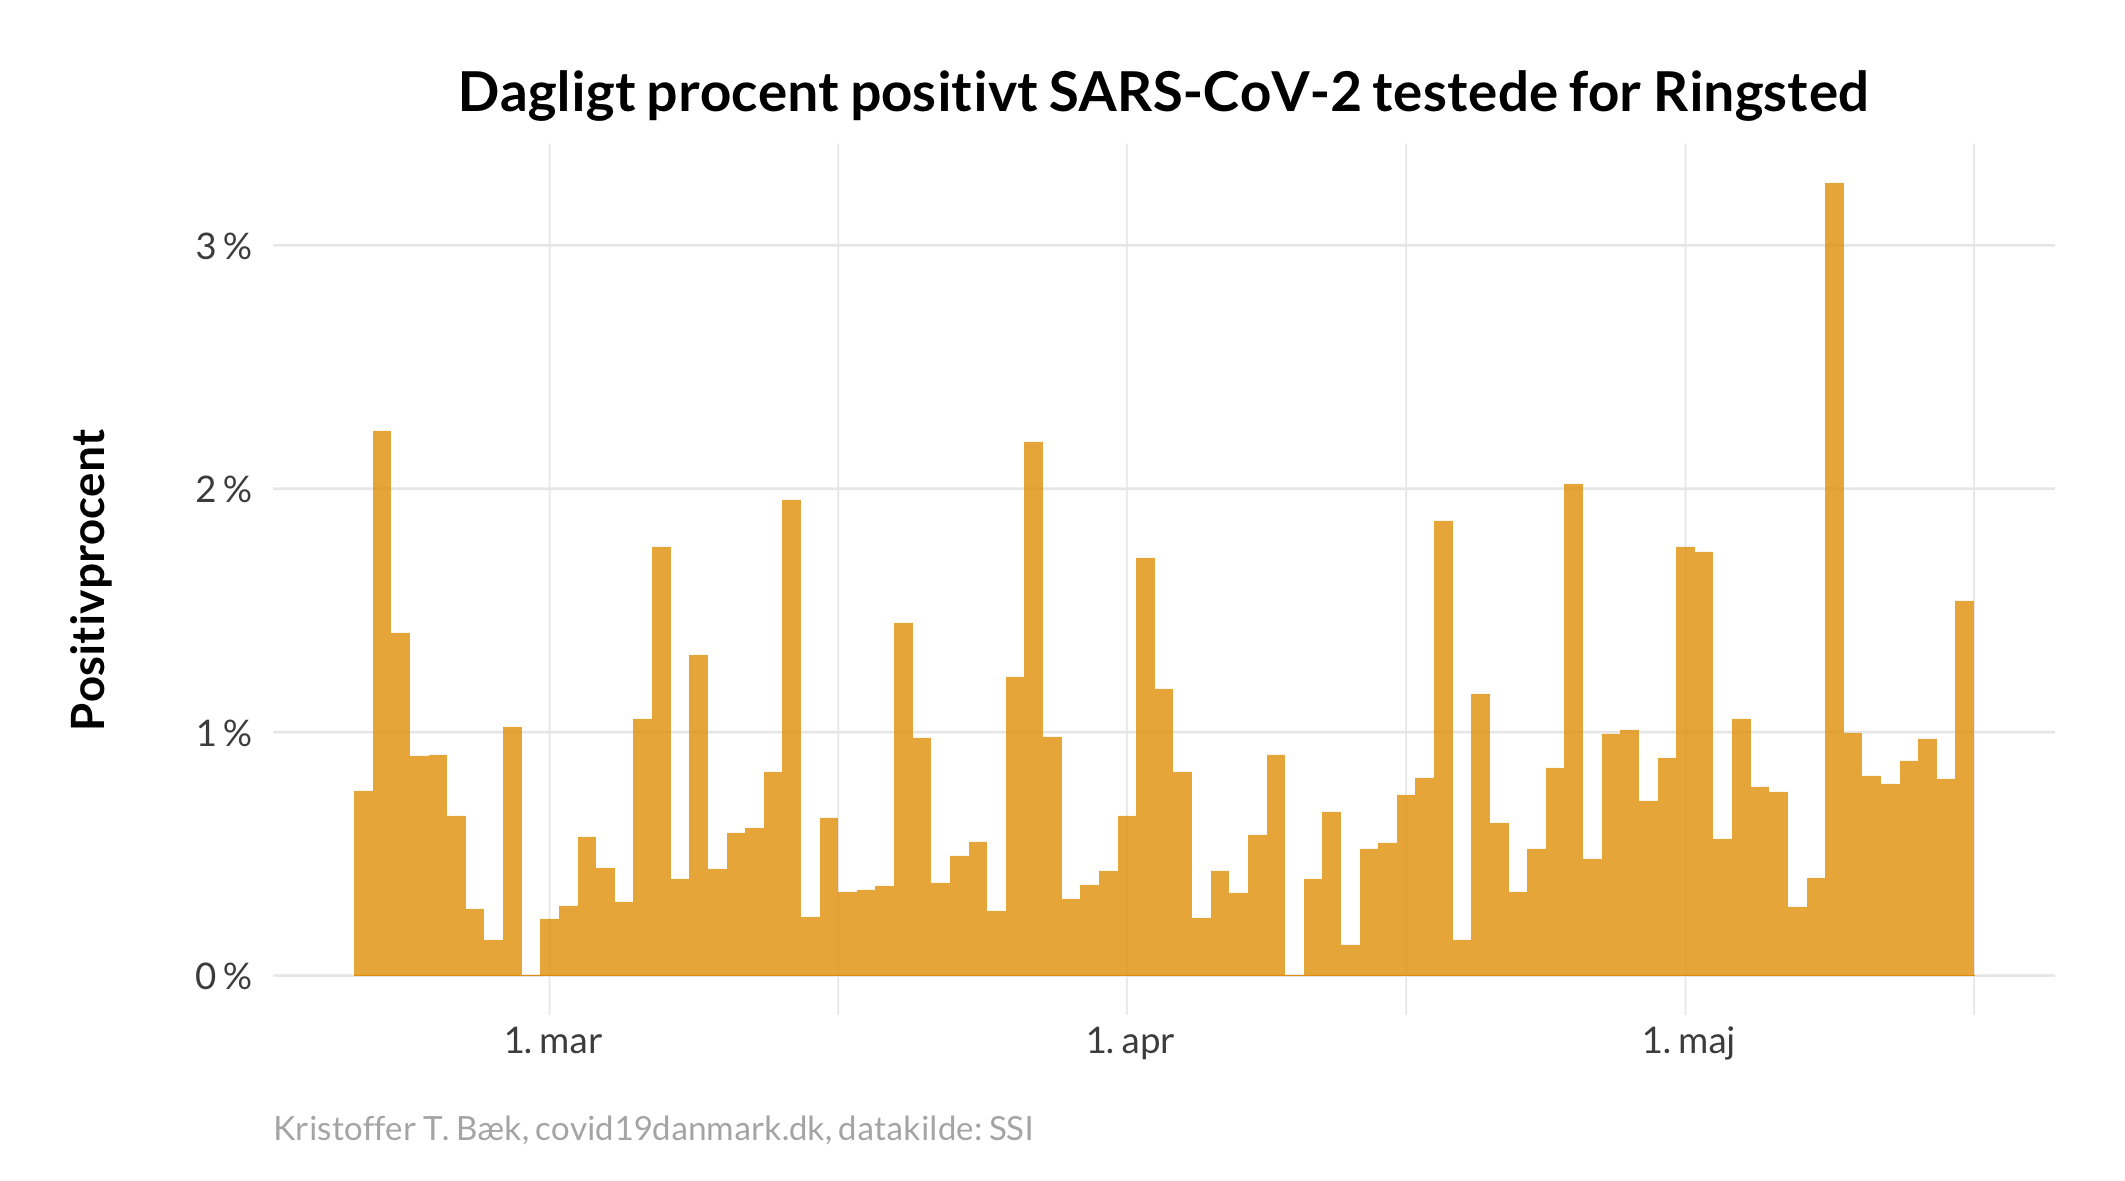 Dagligt procent positivt SARS-CoV-2 testede for Ringsted
Positivprocent
3 %
2 %
1 %
0 %
1. mar
1. apr
1. maj
Kristoffer T. Bæk, covid19danmark.dk, datakilde: SSI